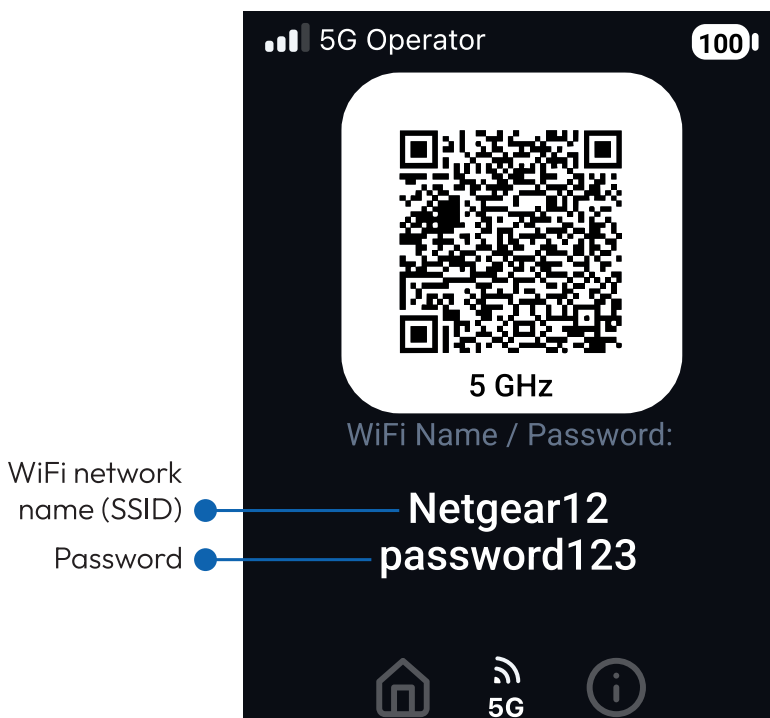 5G Operator
100
5 GHz
WiFi Name / Password:
WiFi network
name (SSID)
Netgear12
Password
password123
5G